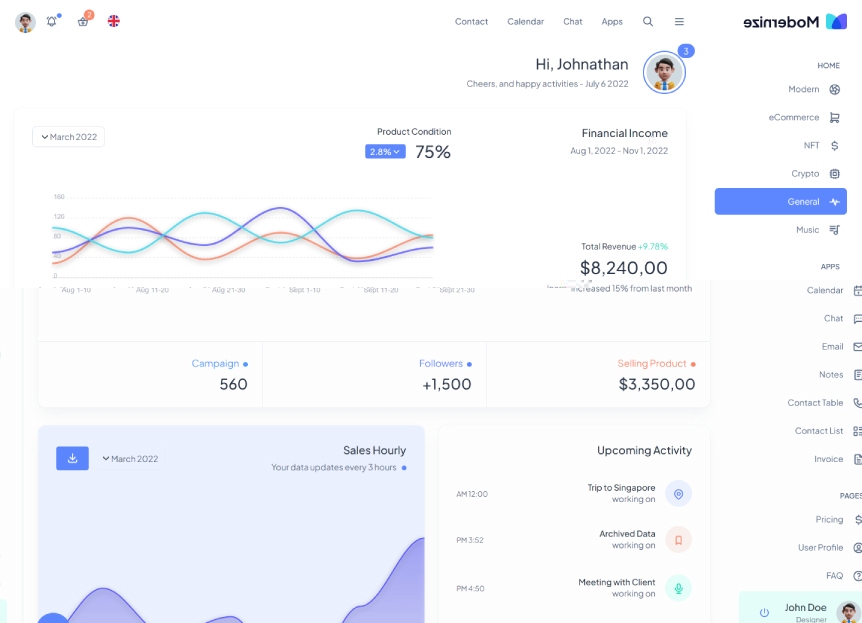 2
Contact
Calendar
Chat
Apps
Modernize
3
Hi, Johnathan
Cheers, and happy activities - July 6 2022
HOME
Modern
eCommerce
NFT
Crypto
General
Music
APPS
Calendar
Chat
Email
Notes
Contact Table
Contact List
Invoice
PAGES
Pricing
User Profile
FAQ
John Doe
Designer
March 2022
Product Condition
2.8%
75%
Financial Income
Aug 1, 2022 - Nov 1, 2022
160
120
80
40
0
Aug 1-10
Aug 11-20
Aug 21-30
Sept 1-10
Sept 11-20
Sept 21-30
Total Revenue +9.78%
$8,240,00
increased 15% from last month
Campaign
560
Followers
+1,500
Selling Product
$3,350,00
March 2022
Sales Hourly
Your data updates every 3 hours
Upcoming Activity
AM 12:00
Trip to Singapore
working on
PM 3:52
Archived Data
working on
PM 4:50
Meeting with Client
working on